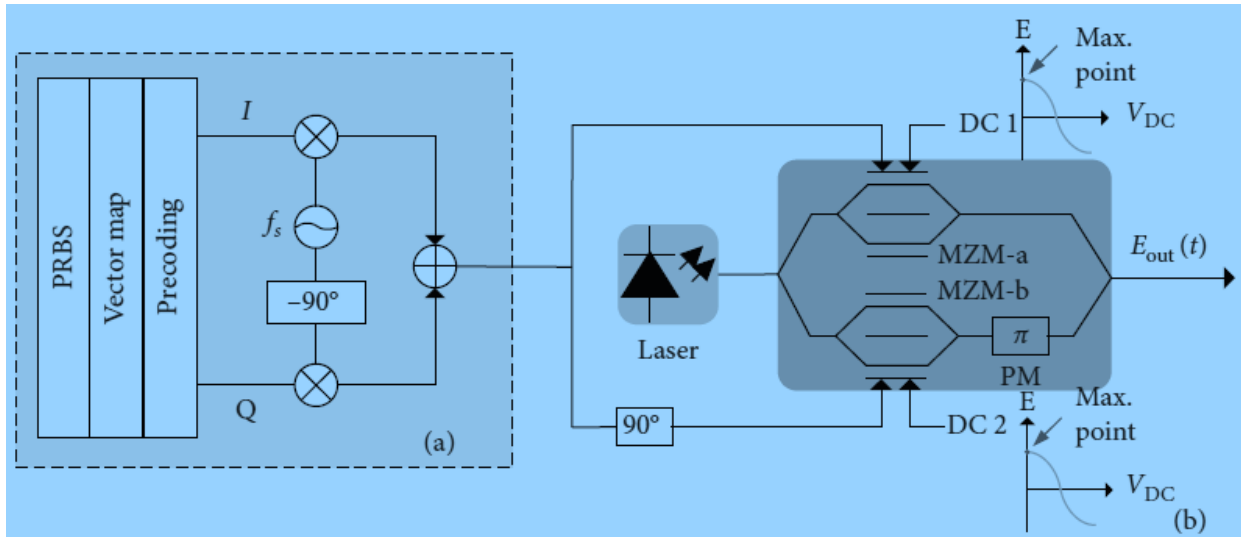 PRBS
Vector map
Precoding
I
Q
f_s
–90°
(a)
90°
Laser
DC 1
MZM-a
MZM-b
π
PM
DC 2
E
Max.
point
V_DC
E_out (t)
E
Max.
point
V_DC
(b)